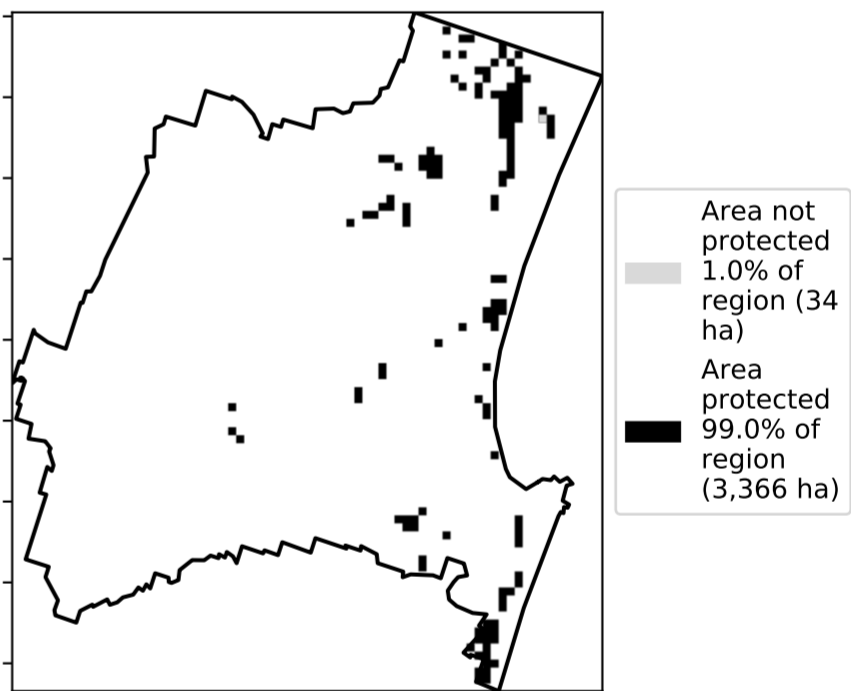 Area not
protected
1.0% of
region (34
ha)
Area
protected
99.0% of
region
(3,366 ha)